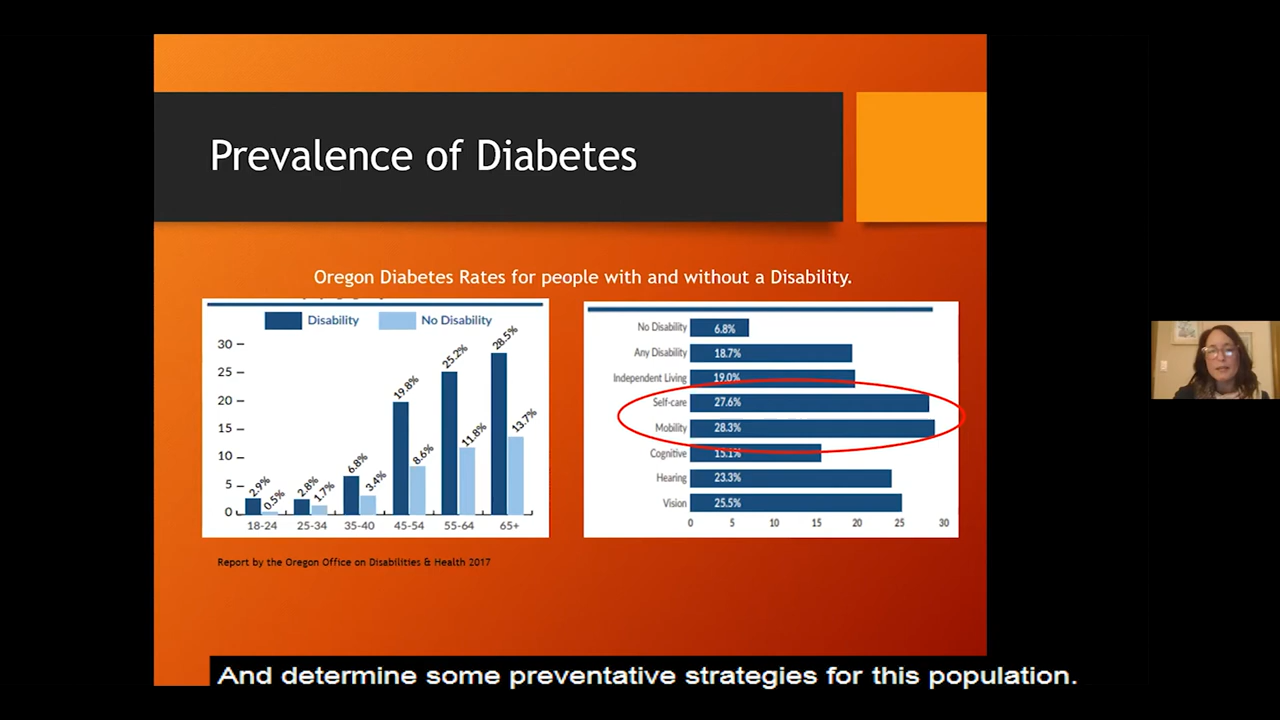 Prevalence of Diabetes
Oregon Diabetes Rates for people with and without a Disability.
Disability No Disability
30
25
20
15
10
5
0
2.9% 0.5% 2.8% 1.7% 6.8% 3.4% 19.8% 8.6% 25.2% 11.8% 28.5% 13.7%
18-24 25-34 35-40 45-54 55-64 65+
No Disability 6.8%
Any Disability 18.7%
Independent Living 19.0%
Self-care 27.6%
Mobility 28.3%
Cognitive 15.1%
Hearing 23.3%
Vision 25.5%
0 5 10 15 20 25 30
Report by the Oregon Office on Disabilities & Health 2017
And determine some preventative strategies for this population.